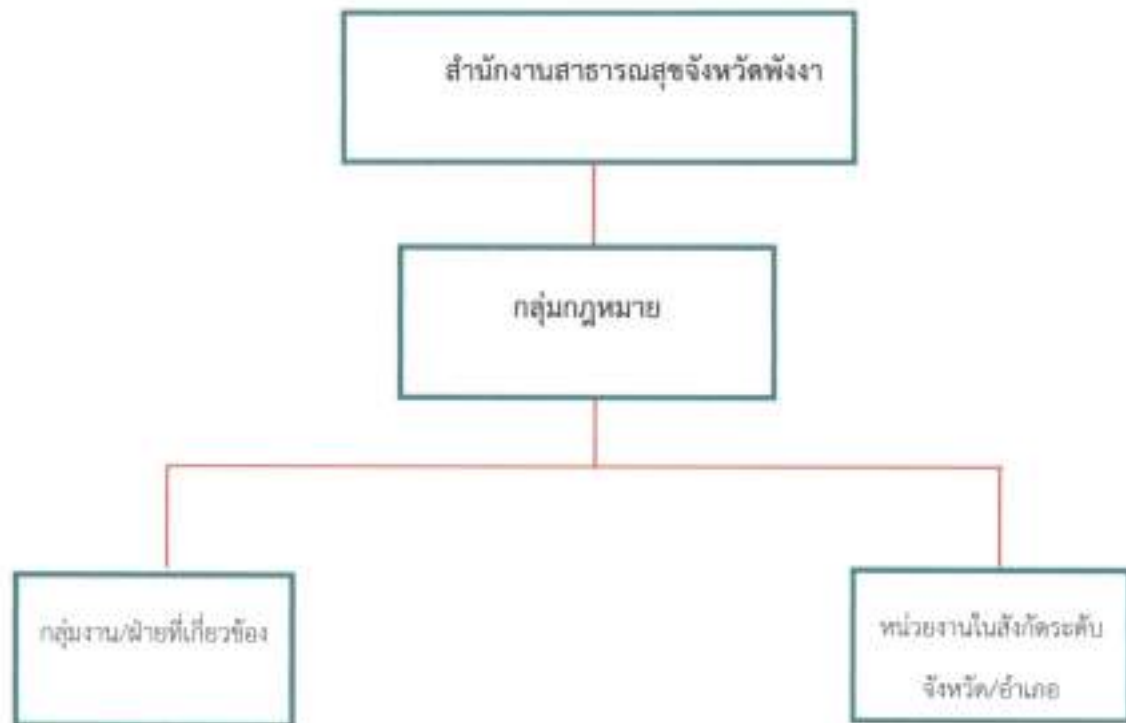 สำนักงานสาธารณสุขจังหวัดพังงา
กลุ่มกฎหมาย
กลุ่มงาน/ฝ่ายที่เกี่ยวข้อง
หน่วยงานในสังกัดระดับ
จังหวัด/อำเภอ